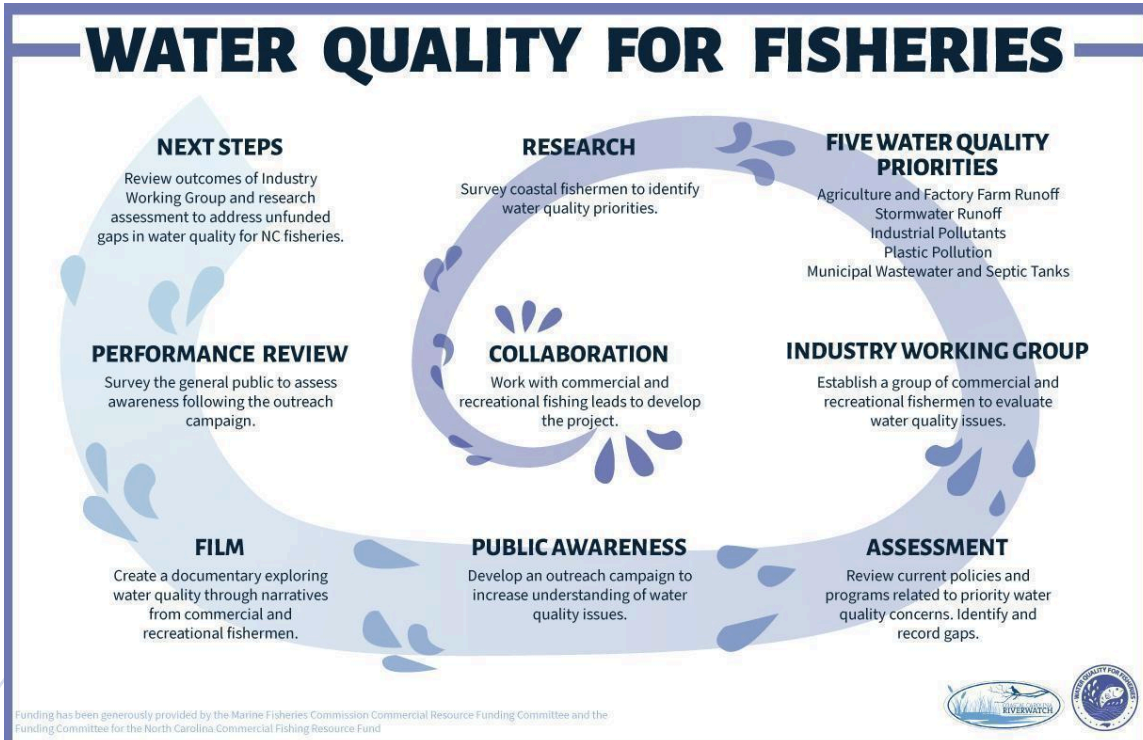 WATER QUALITY FOR FISHERIES
NEXT STEPS
Review outcomes of Industry
Working Group and research
assessment to address unfunded
gaps in water quality for NC fisheries.
RESEARCH
Survey coastal fishermen to identify
water quality priorities.
FIVE WATER QUALITY
PRIORITIES
Agriculture and Factory Farm Runoff
Stormwater Runoff
Industrial Pollutants
Plastic Pollution
Municipal Wastewater and Septic Tanks
PERFORMANCE REVIEW
Survey the general public to assess
awareness following the outreach
campaign.
COLLABORATION
Work with commercial and
recreational fishing leads to develop
the project.
INDUSTRY WORKING GROUP
Establish a group of commercial and
recreational fishermen to evaluate
water quality issues.
FILM
Create a documentary exploring
water quality through narratives
from commercial and
recreational fishermen.
PUBLIC AWARENESS
Develop an outreach campaign to
increase understanding of water
quality issues.
ASSESSMENT
Review current policies and
programs related to priority water
quality concerns. Identify and
record gaps.
Funding has been generously provided by the Marine Fisheries Commission Commercial Resource Funding Committee and the
Funding Committee for the North Carolina Commercial Fishing Resource Fund
COASTAL CAROLINA
RIVERWATCH
WATER QUALITY FOR FISHERIES